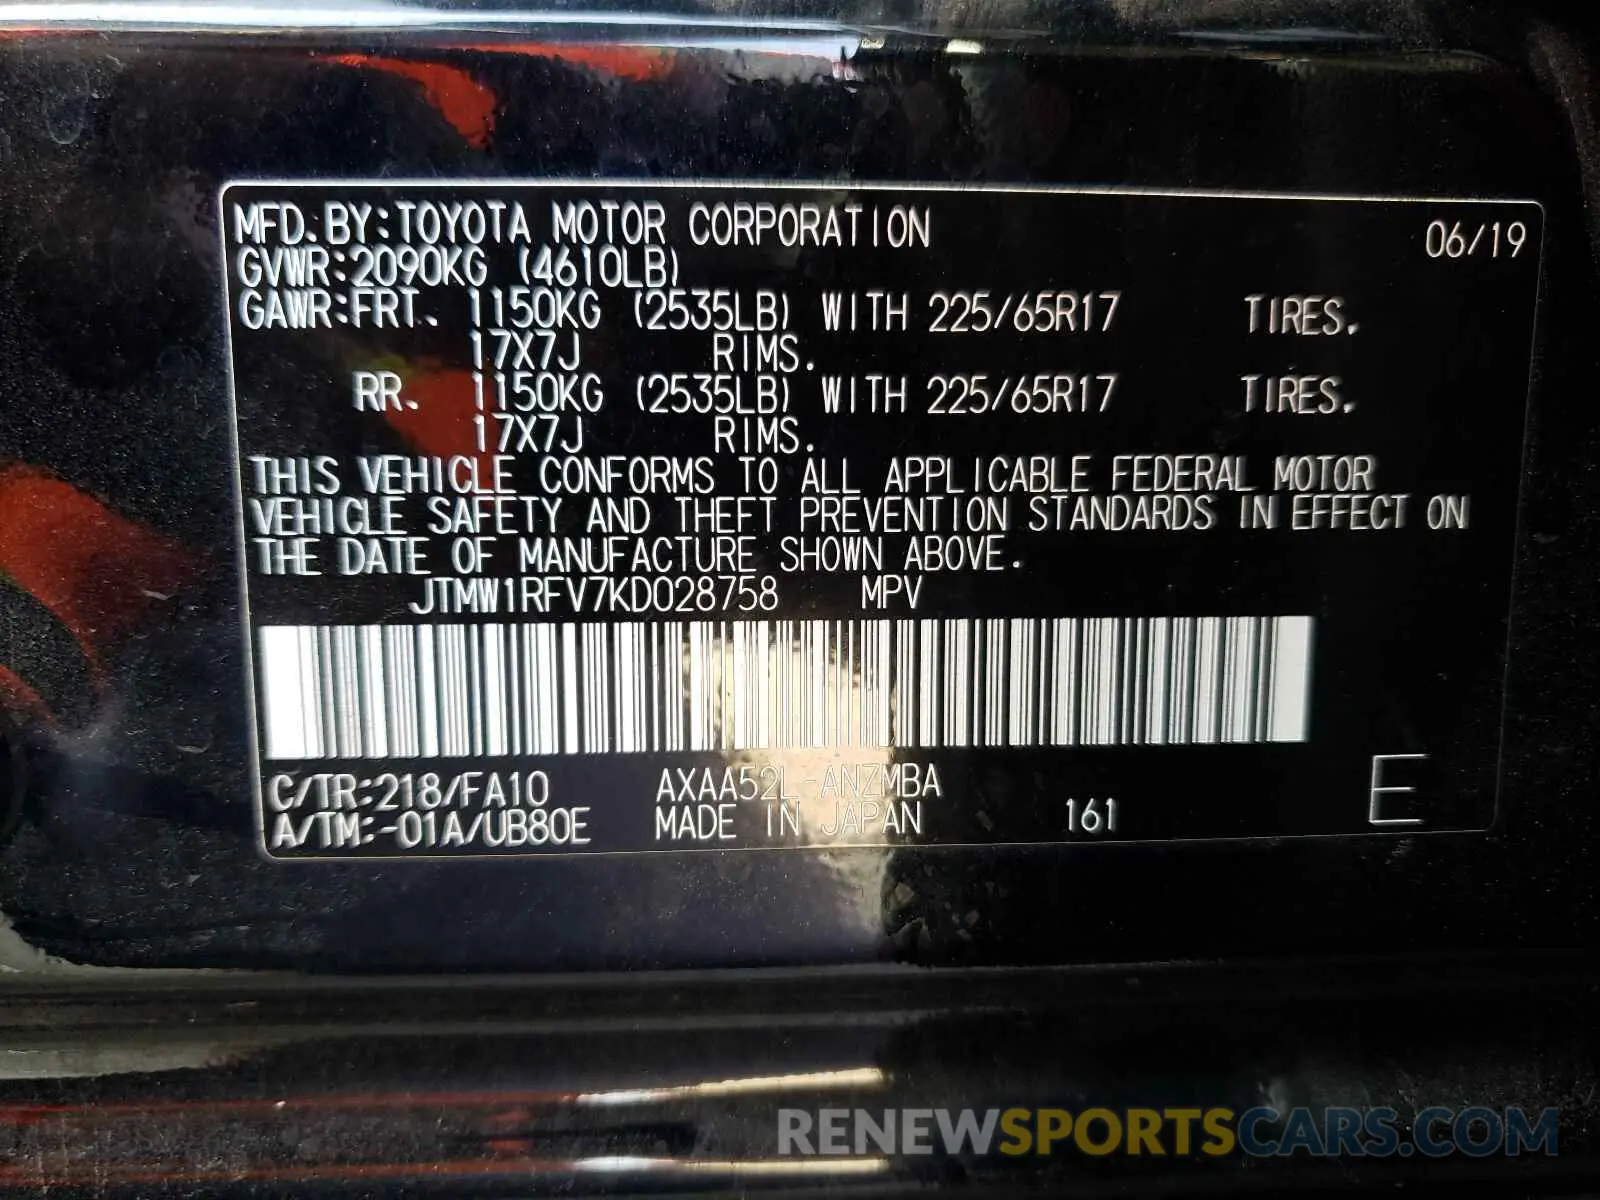 MFD.BY:TOYOTA MOTOR CORPORATION 06/19
GVWR:2090KG (4610LB)
GAWR:FRT. 1150KG (2535LB) WITH 225/65R17 TIRES.
17X7J RIMS.
RR. 1150KG (2535LB) WITH 225/65R17 TIRES.
17X7J RIMS.
THIS VEHICLE CONFORMS TO ALL APPLICABLE FEDERAL MOTOR
VEHICLE SAFETY AND THEFT PREVENTION STANDARDS IN EFFECT ON
THE DATE OF MANUFACTURE SHOWN ABOVE.
JTMW1RFV7KD028758 MPV
C/TR:218/FA10 AXAA52L-ANZMBA
A/TM:-01A/UB80E MADE IN JAPAN 161 E
RENEWSPORTSCARS.COM